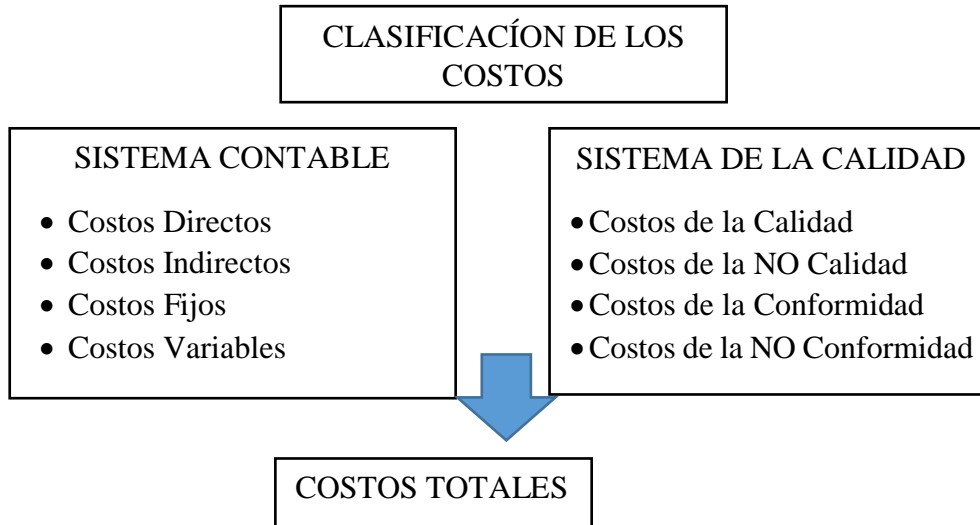 CLASIFICACÍON DE LOS
COSTOS
SISTEMA CONTABLE
• Costos Directos
• Costos Indirectos
• Costos Fijos
• Costos Variables
SISTEMA DE LA CALIDAD
• Costos de la Calidad
• Costos de la NO Calidad
• Costos de la Conformidad
• Costos de la NO Conformidad
COSTOS TOTALES